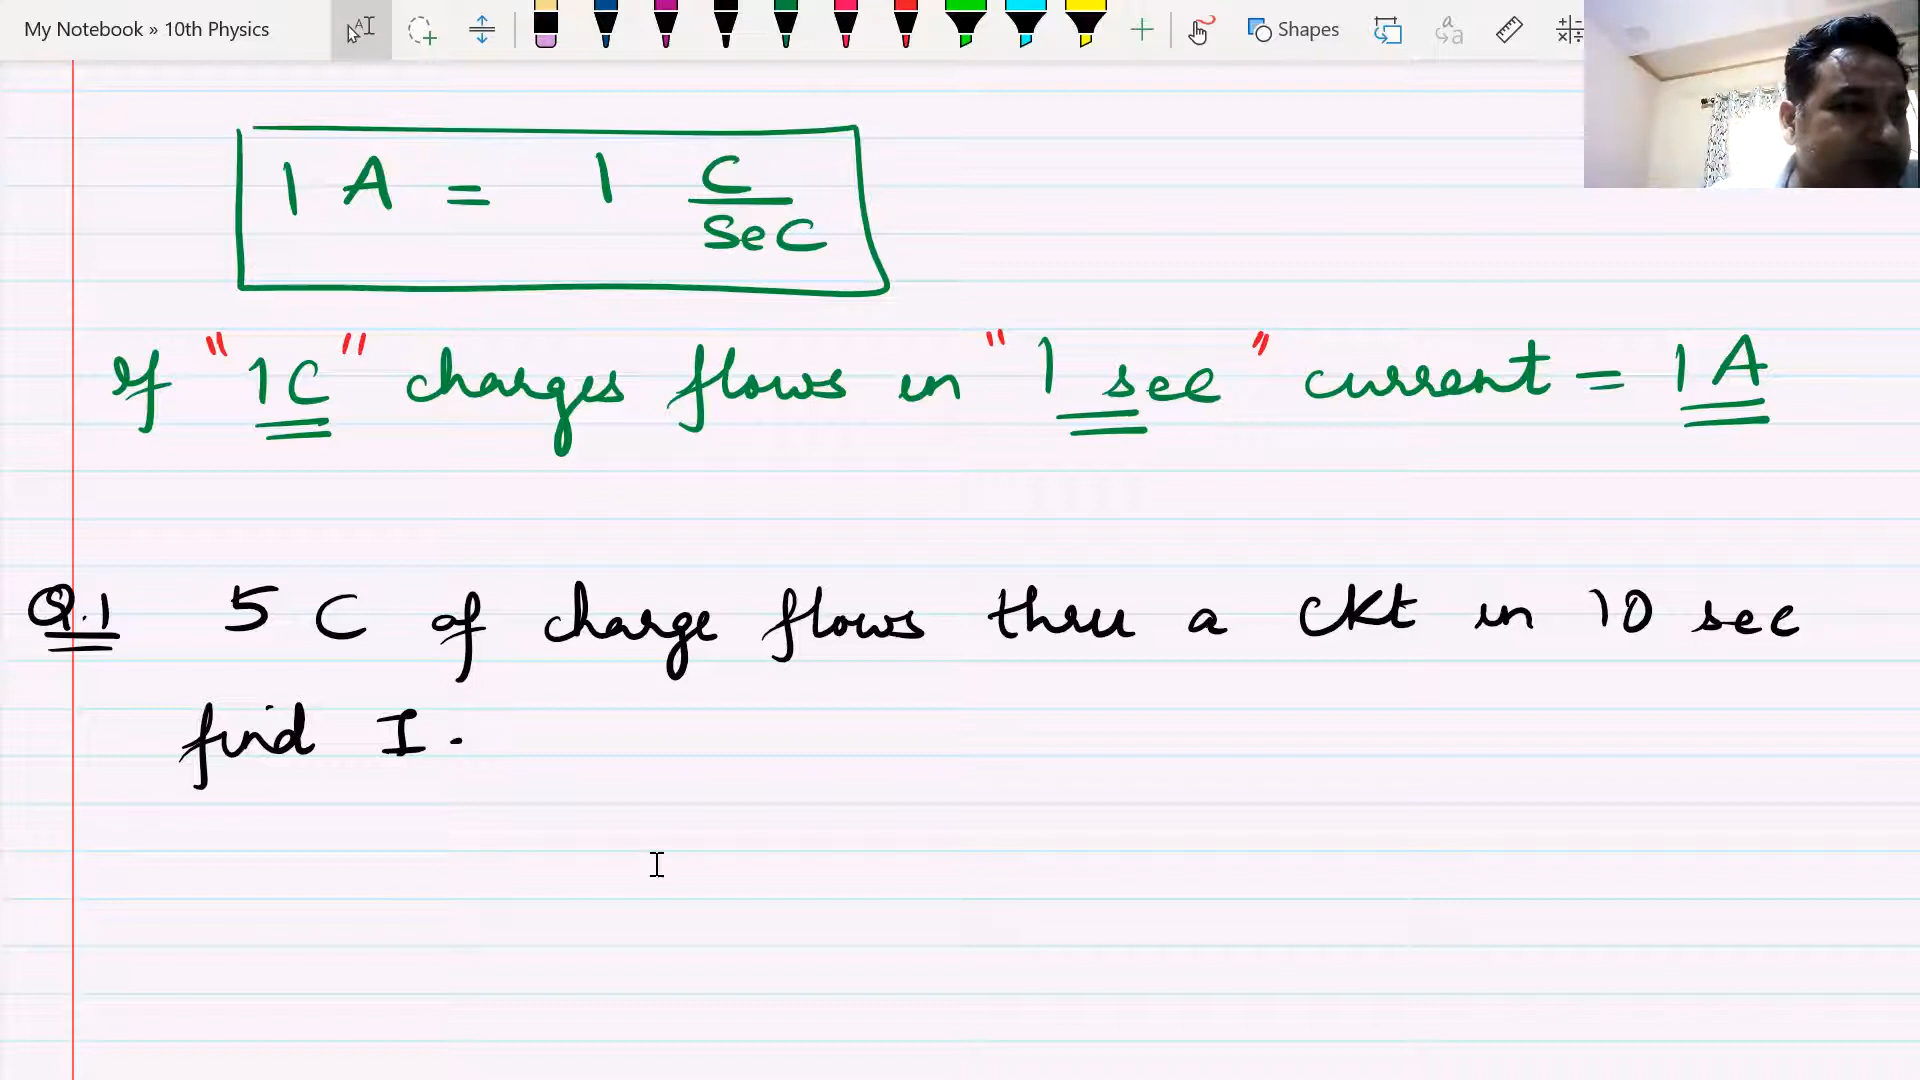 My Notebook » 10th Physics
Shapes
1 A = 1 C/sec
If "1C" charges flows in "1 sec" current = 1 A
Q.1 5 C of charge flows thru a ckt in 10 sec
find I.